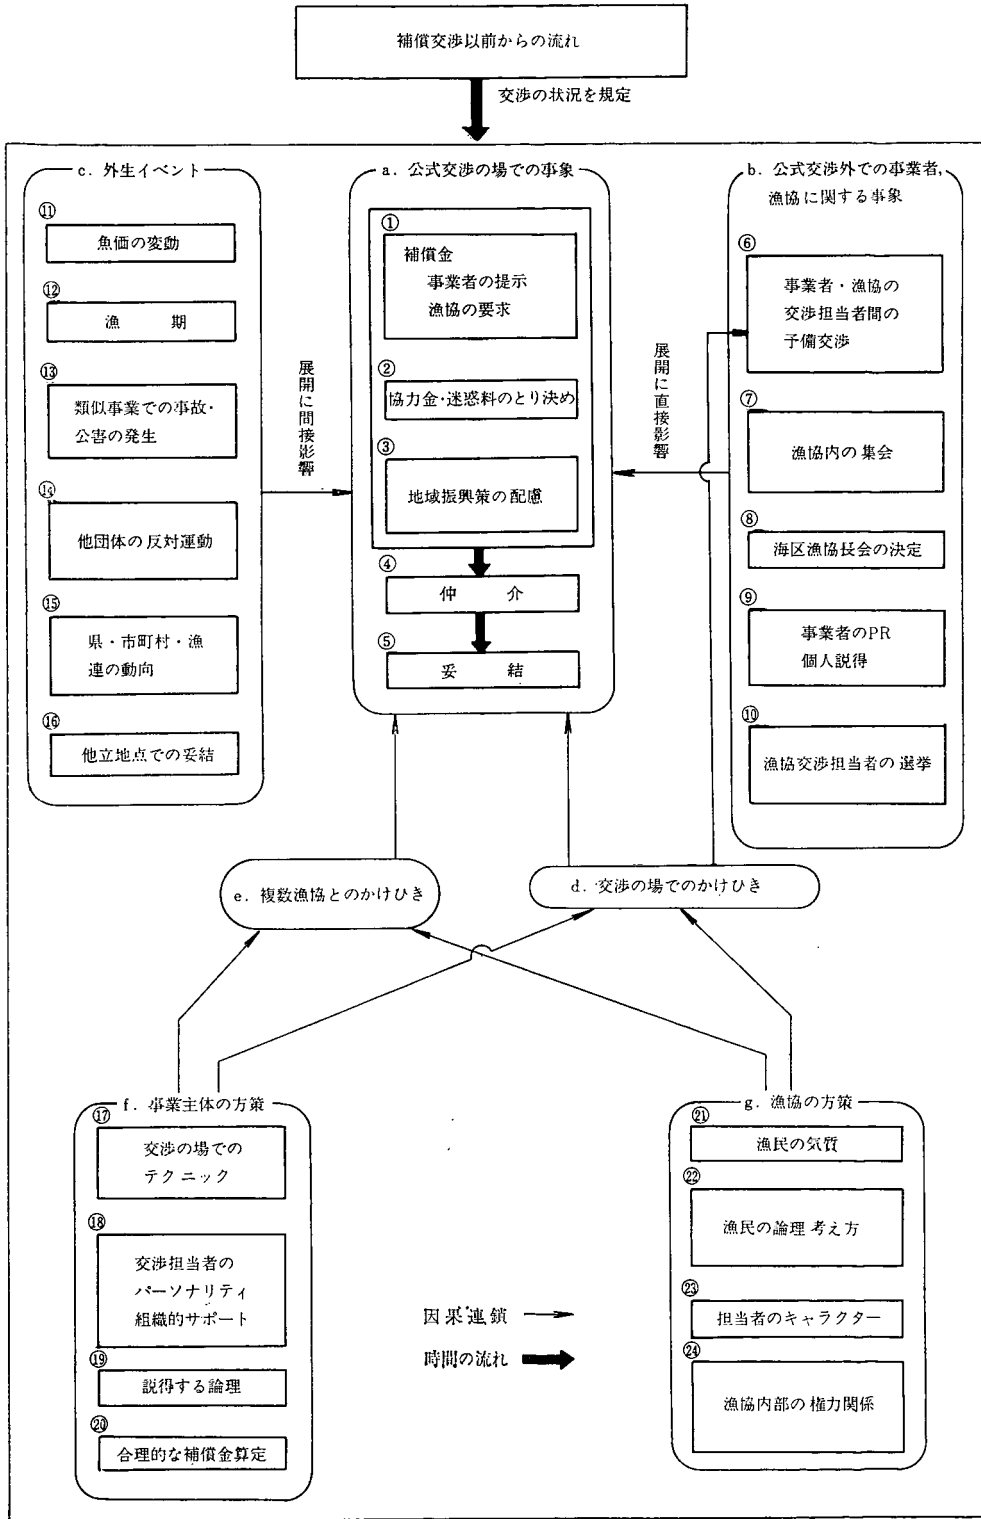 補償交渉以前からの流れ
交渉の状況を規定
c. 外生イベント
⑪
魚価の変動
⑫
漁 期
⑬
類似事業での事故・
公害の発生
⑭
他団体の反対運動
⑮
県・市町村・漁
連の動向
⑯
他立地点での妥結
展開に間接影響
a. 公式交渉の場での事象
①
補償金
事業者の提示
漁協の要求
②
協力金・迷惑料のとり決め
③
地域振興策の配慮
④
仲 介
⑤
妥 結
展開に直接影響
b. 公式交渉外での事業者,
漁協に関する事象
⑥
事業者・漁協の
交渉担当者間の
予備交渉
⑦
漁協内の集会
⑧
海区漁協長会の決定
⑨
事業者のPR
個人説得
⑩
漁協交渉担当者の選挙
e. 複数漁協とのかけひき
d. 交渉の場でのかけひき
f. 事業主体の方策
⑰
交渉の場での
テクニック
⑱
交渉担当者の
パーソナリティ
組織的サポート
⑲
説得する論理
⑳
合理的な補償金算定
因果連鎖
時間の流れ
g. 漁協の方策
㉑
漁民の気質
㉒
漁民の論理考え方
㉓
担当者のキャラクター
㉔
漁協内部の権力関係